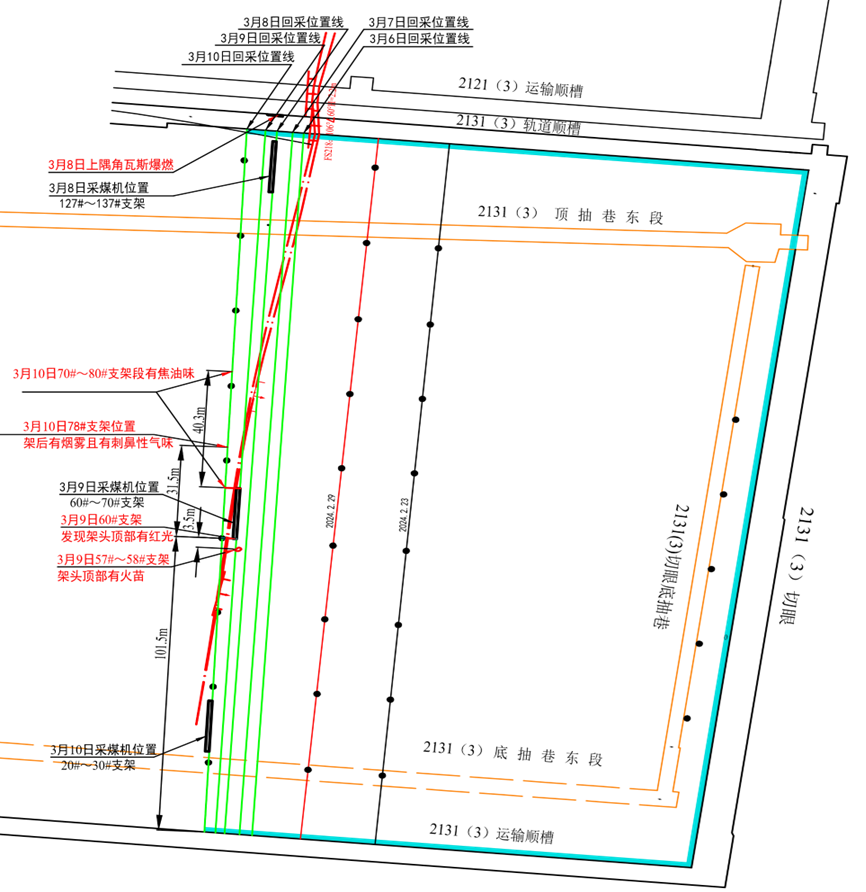 3月8日回采位置线
3月7日回采位置线
3月9日回采位置线
3月6日回采位置线
3月10日回采位置线
2121（3）运输顺槽
2131（3）轨道顺槽
3月8日上隅角瓦斯爆燃
3月8日采煤机位置
127#～137#支架
2131（3） 顶抽巷东段
3月10日70#～80#支架段有焦油味
40.3m
3月10日78#支架位置
架后有烟雾且有刺鼻性气味
31.5m
3月9日采煤机位置
60#～70#支架
3.5m
3月9日60#支架
发现架头顶部有红光
3月9日57#～58#支架
架头顶部有火苗
2024.2.29
2024.2.23
2131(3)切眼底抽巷
2131（3）切眼
101.5m
3月10日采煤机位置
20#～30#支架
2131（3）底抽巷东段
2131（3）运输顺槽